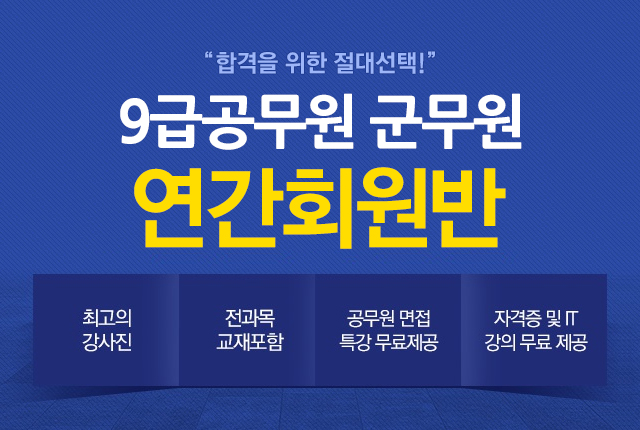 “합격을 위한 절대선택!”
9급공무원 군무원
연간회원반
최고의
강사진
전과목
교재포함
공무원 면접
특강 무료제공
자격증 및 IT
강의 무료 제공